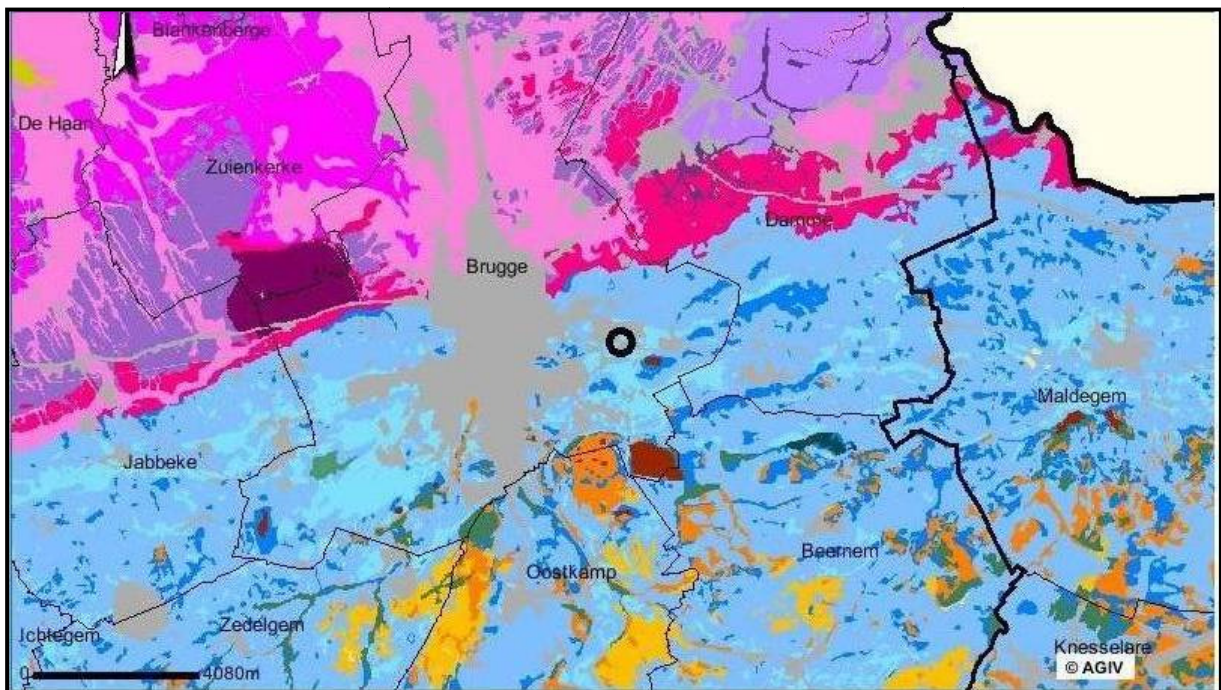 Blankenberge
De Haan
Zuienkerke
Damme
Brugge
Maldegem
Jabbeke
Beernem
Oostkamp
Zedelgem
Ichtegem
Knesselare
0 4080m
© AGIV